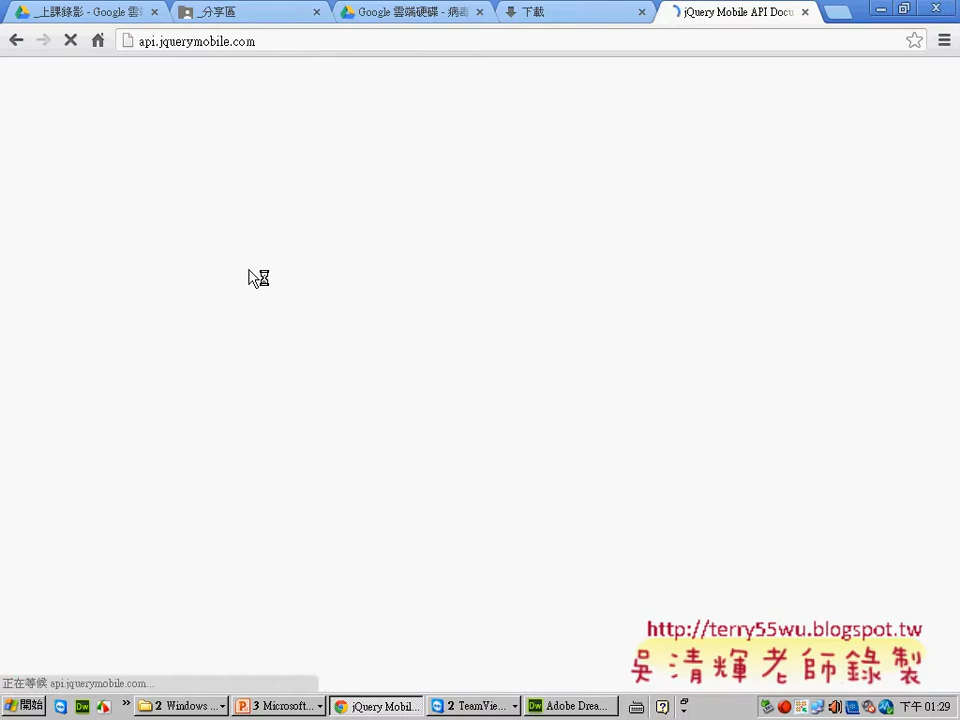 _上課錄影 - Google 雲
_分享區
Google 雲端硬碟 - 病毒
下載
jQuery Mobile API Docu
api.jquerymobile.com
http://terry55wu.blogspot.tw
吳清輝老師錄製
正在等候 api.jquerymobile.com...
開始
2 Windows ...
3 Microsoft...
jQuery Mobil...
2 TeamVie...
Adobe Drea...
下午 01:29